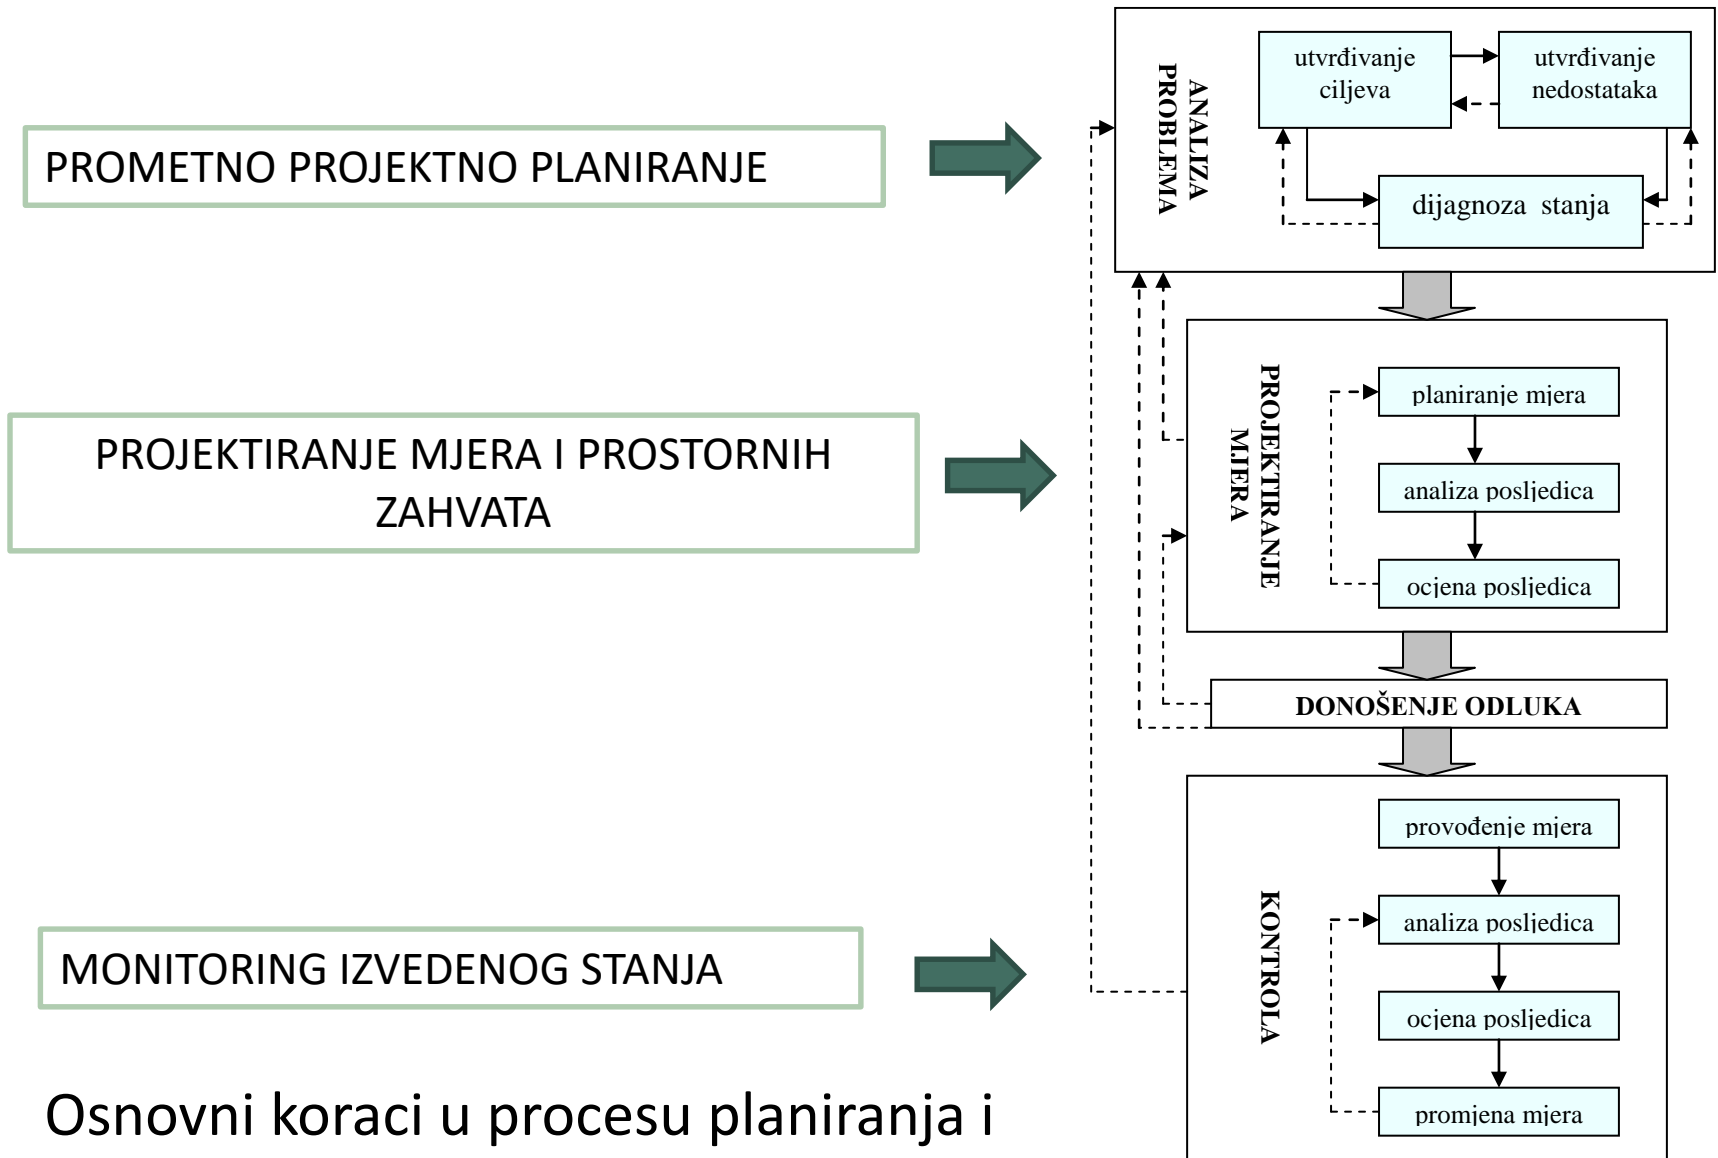 PROMETNO PROJEKTNO PLANIRANJE
PROJEKTIRANJE MJERA I PROSTORNIH
ZAHVATA
MONITORING IZVEDENOG STANJA
Osnovni koraci u procesu planiranja i
ANALIZA
PROBLEMA
utvrđivanje
ciljeva
utvrđivanje
nedostataka
dijagnoza stanja
PROJEKTIRANJE
MJERA
planiranje mjera
analiza posljedica
ocjena posljedica
DONOŠENJE ODLUKA
KONTROLA
provođenje mjera
analiza posljedica
ocjena posljedica
promjena mjera